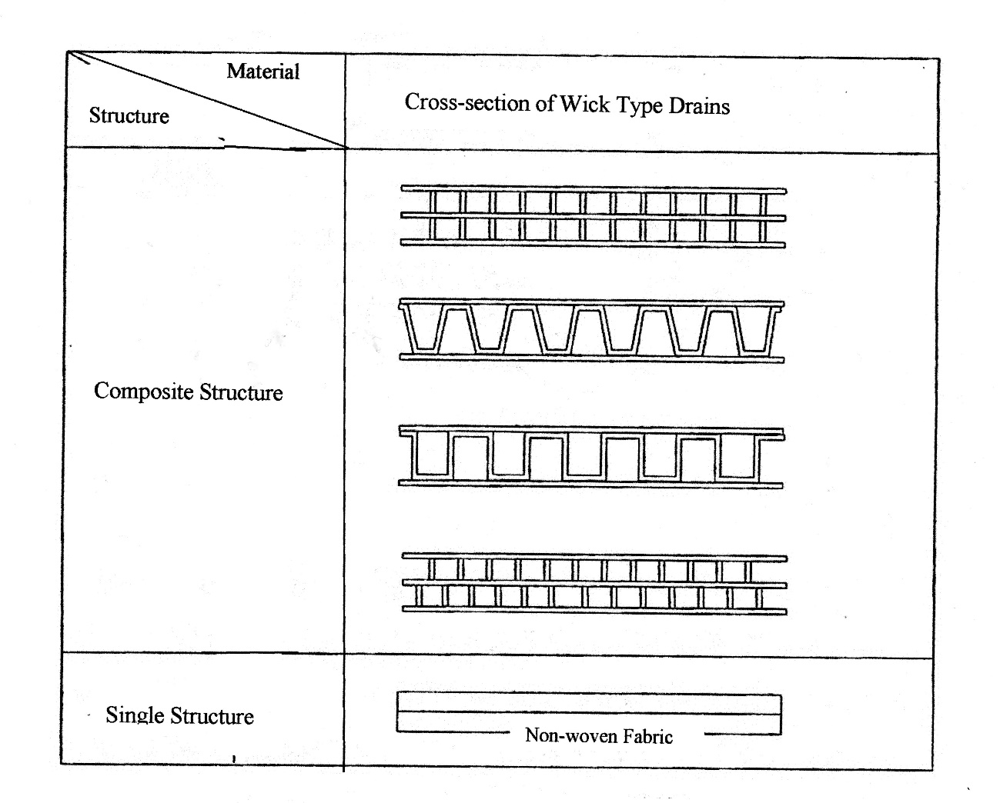 Material
Structure
Cross-section of Wick Type Drains
Composite Structure
Single Structure
Non-woven Fabric